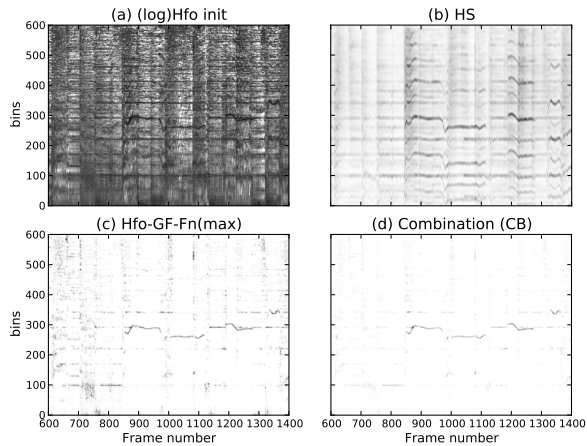 (a) (log)Hfo init
(b) HS
600
500
400
300
200
100
0
bins
(c) Hfo-GF-Fn(max)
(d) Combination (CB)
600
500
400
300
200
100
0
bins
600 700 800 900 1000 1100 1200 1300 1400
600 700 800 900 1000 1100 1200 1300 1400
Frame number
Frame number